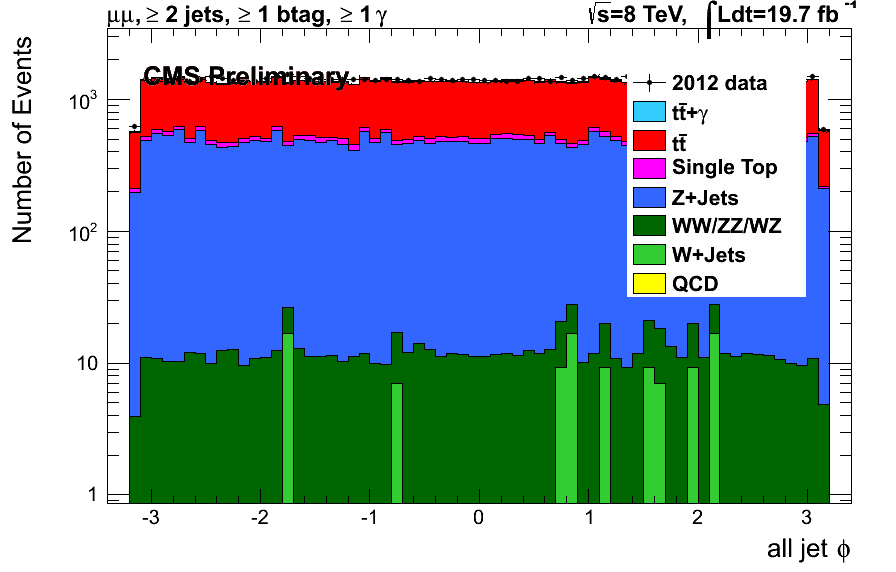 μμ, ≥ 2 jets, ≥ 1 btag, ≥ 1 γ
√s=8 TeV, ∫Ldt=19.7 fb⁻¹
CMS Preliminary
2012 data
tt̄+γ
tt̄
Single Top
Z+Jets
WW/ZZ/WZ
W+Jets
QCD
Number of Events
10³
10²
10
1
-3 -2 -1 0 1 2 3
all jet ϕ